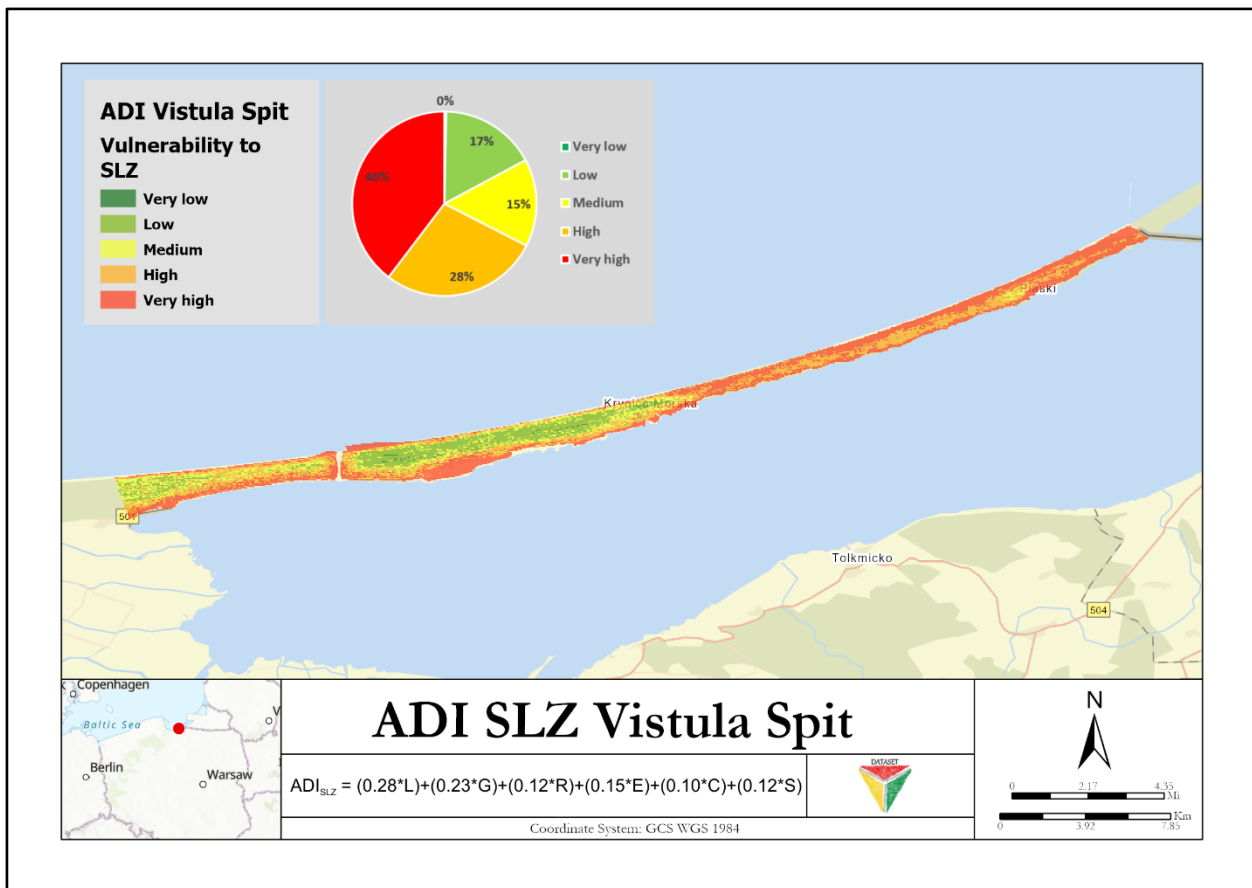 ADI Vistula Spit
Vulnerability to
SLZ
Very low
Low
Medium
High
Very high
0%
17%
15%
28%
40%
Very low
Low
Medium
High
Very high
Piaski
Krynica Morska
501
Tolkmicko
504
Copenhagen
Baltic Sea
V
Berlin
Warsaw
ADI SLZ Vistula Spit
ADISLZ = (0.28*L)+(0.23*G)+(0.12*R)+(0.15*E)+(0.10*C)+(0.12*S)
DATASET
Coordinate System: GCS WGS 1984
N
0 2.17 4.35
Mi
Km
0 3.92 7.85